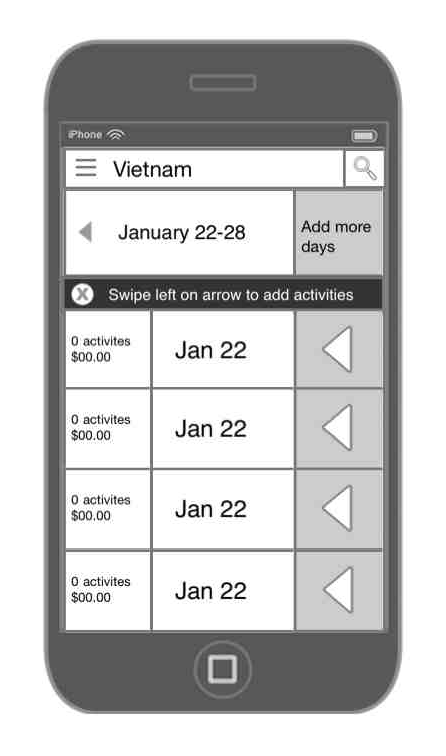 iPhone
Vietnam
January 22-28
Add more
days
X Swipe left on arrow to add activities
0 activites
$00.00
Jan 22
0 activites
$00.00
Jan 22
0 activites
$00.00
Jan 22
0 activites
$00.00
Jan 22